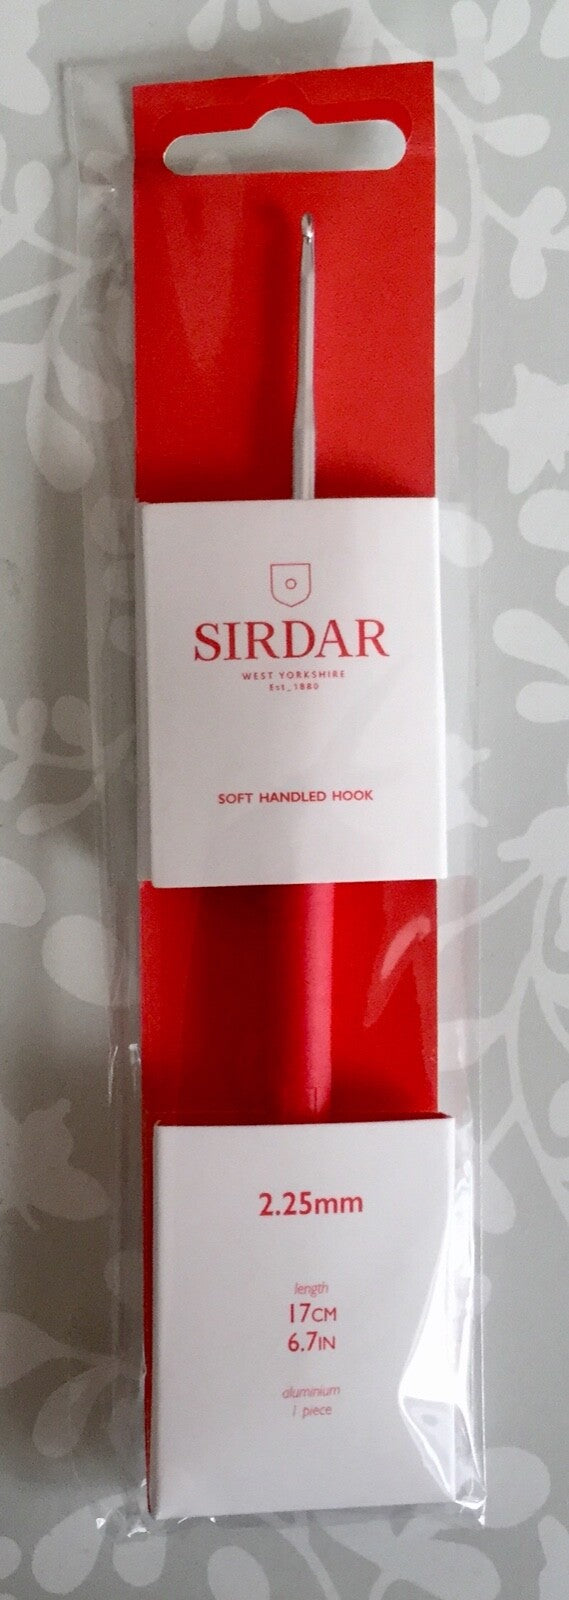 SIRDAR
WEST YORKSHIRE
Est_1880
SOFT HANDLED HOOK
2.25mm
length
17CM
6.7IN
aluminium
1 piece